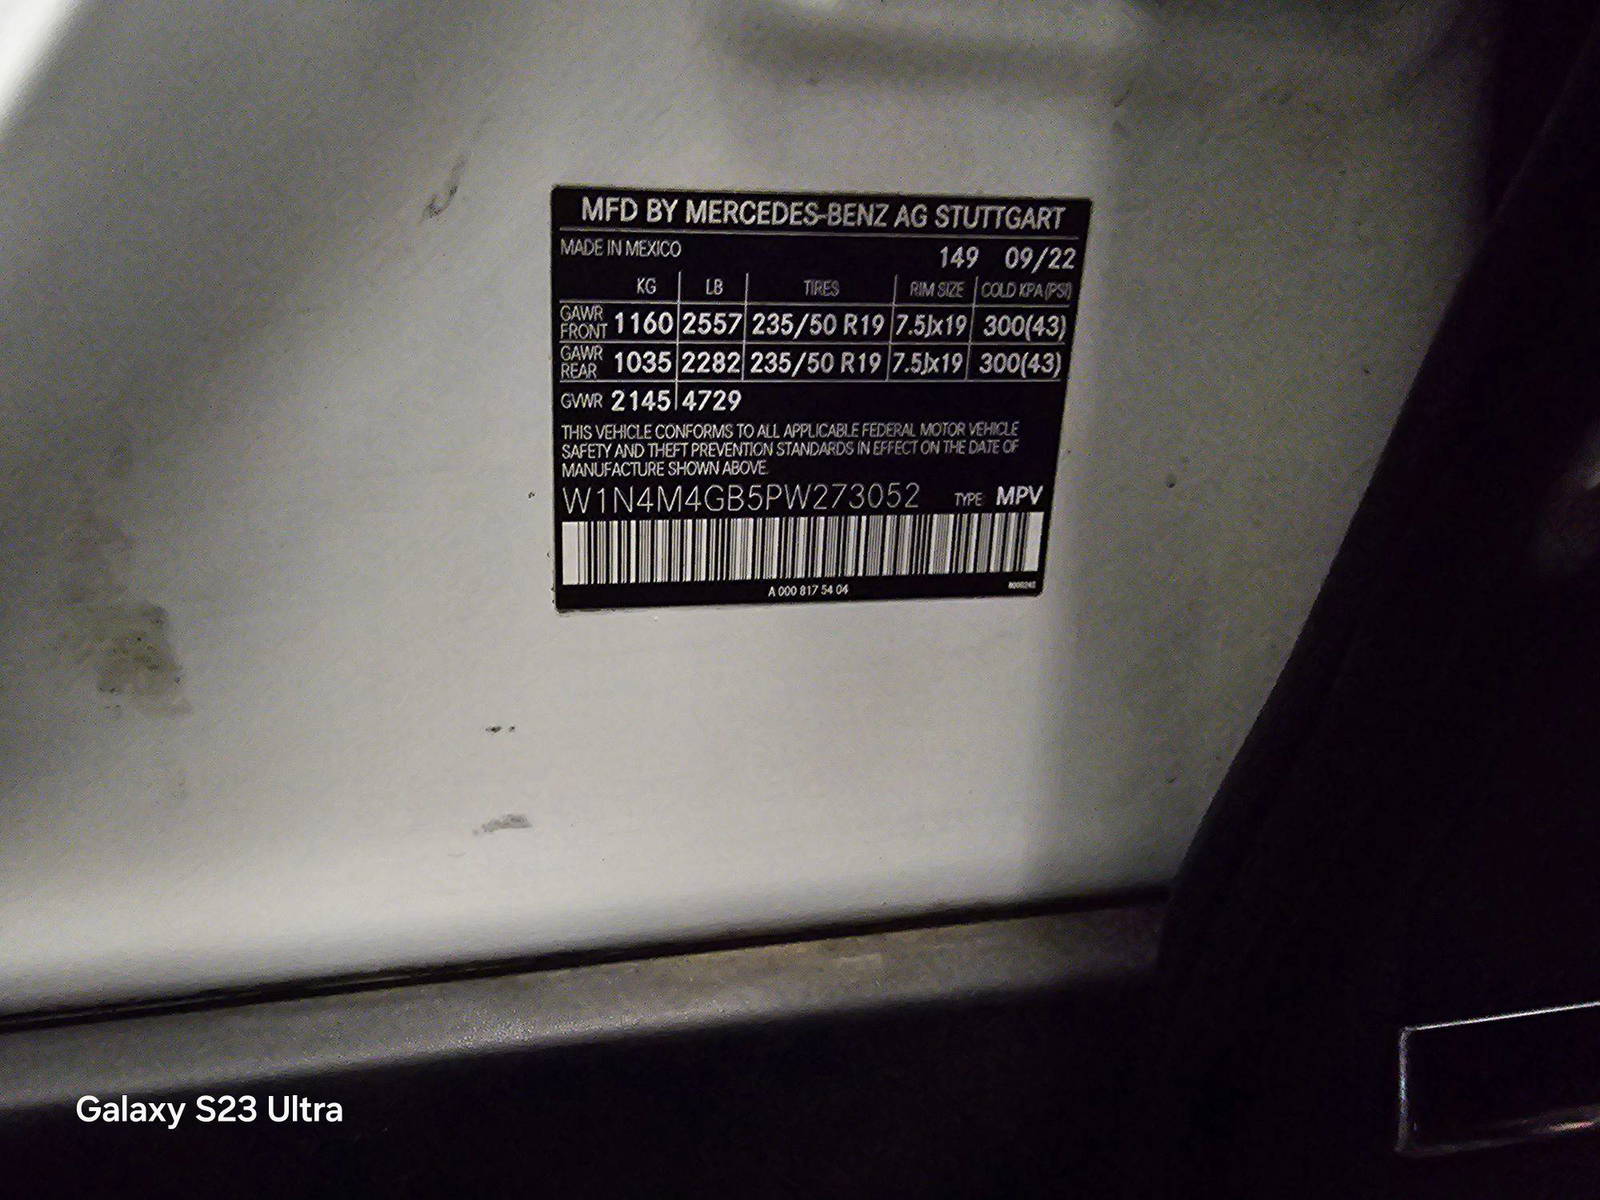 MFD BY MERCEDES-BENZ AG STUTTGART
MADE IN MEXICO 149 09/22
KG LB TIRES RIM SIZE COLD KPA (PSI)
GAWR FRONT 1160 2557 235/50 R19 7.5Jx19 300(43)
GAWR REAR 1035 2282 235/50 R19 7.5Jx19 300(43)
GVWR 2145 4729
THIS VEHICLE CONFORMS TO ALL APPLICABLE FEDERAL MOTOR VEHICLE
SAFETY AND THEFT PREVENTION STANDARDS IN EFFECT ON THE DATE OF
MANUFACTURE SHOWN ABOVE.
W1N4M4GB5PW273052 TYPE MPV
A 000 817 54 04
Galaxy S23 Ultra